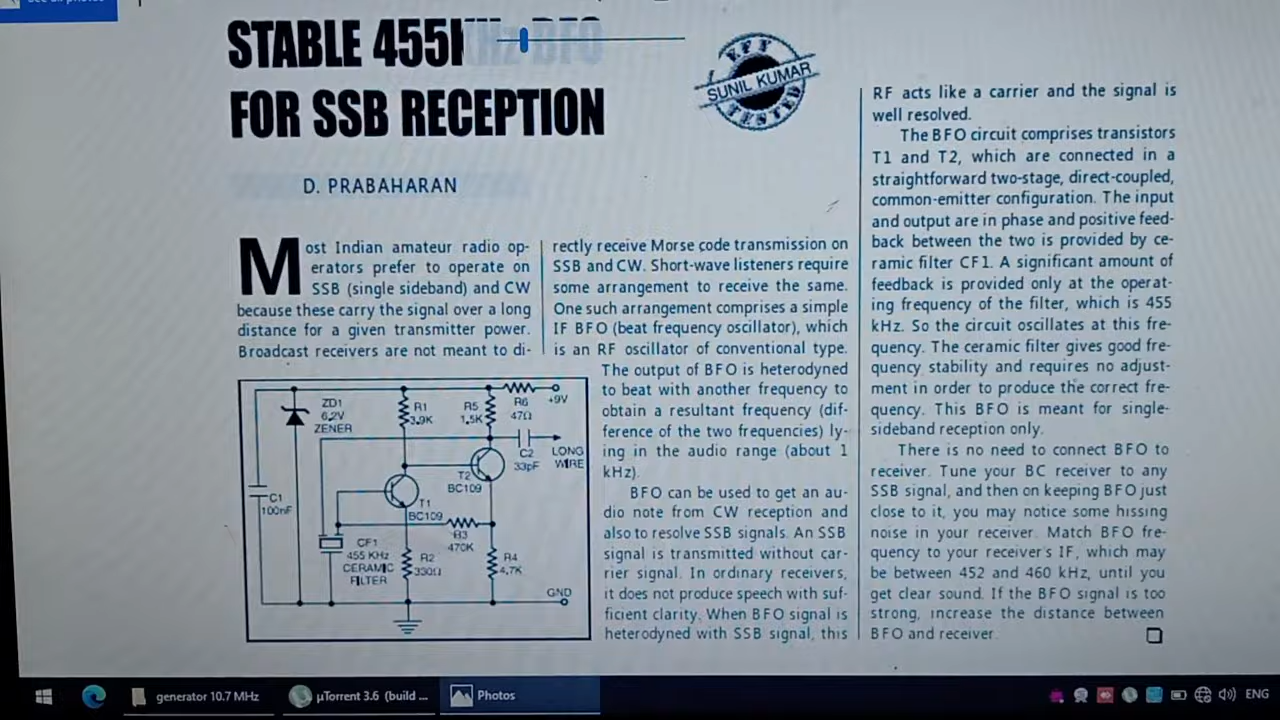 See all photos
STABLE 455KHz BFO
FOR SSB RECEPTION
SUNIL KUMAR
TESTED
D. PRABAHARAN
Most Indian amateur radio op-
erators prefer to operate on
SSB (single sideband) and CW
because these carry the signal over a long
distance for a given transmitter power.
Broadcast receivers are not meant to di-
rectly receive Morse code transmission on
SSB and CW. Short-wave listeners require
some arrangement to receive the same.
One such arrangement comprises a simple
IF BFO (beat frequency oscillator), which
is an RF oscillator of conventional type.
The output of BFO is heterodyned
to beat with another frequency to
obtain a resultant frequency (dif-
ference of the two frequencies) ly-
ing in the audio range (about 1
kHz).
BFO can be used to get an au-
dio note from CW reception and
also to resolve SSB signals. An SSB
signal is transmitted without car-
rier signal. In ordinary receivers,
it does not produce speech with suf-
ficient clarity. When BFO signal is
heterodyned with SSB signal, this
RF acts like a carrier and the signal is
well resolved.
The BFO circuit comprises transistors
T1 and T2, which are connected in a
straightforward two-stage, direct-coupled,
common-emitter configuration. The input
and output are in phase and positive feed-
back between the two is provided by ce-
ramic filter CF1. A significant amount of
feedback is provided only at the operat-
ing frequency of the filter, which is 455
kHz. So the circuit oscillates at this fre-
quency. The ceramic filter gives good fre-
quency stability and requires no adjust-
ment in order to produce the correct fre-
quency. This BFO is meant for single-
sideband reception only.
There is no need to connect BFO to
receiver. Tune your BC receiver to any
SSB signal, and then on keeping BFO just
close to it, you may notice some hissing
noise in your receiver. Match BFO fre-
quency to your receiver's IF, which may
be between 452 and 460 kHz, until you
get clear sound. If the BFO signal is too
strong, increase the distance between
BFO and receiver.
ZD1
6.2V
ZENER
R1
3.9K
R5
1.5K
R6
47Ω
+9V
C2
33pF
LONG
WIRE
T2
BC109
T1
BC109
C1
100nF
CF1
455 KHz
CERAMIC
FILTER
R3
470K
R2
330Ω
R4
4.7K
GND
generator 10.7 MHz
µTorrent 3.6 (build ...
Photos
ENG